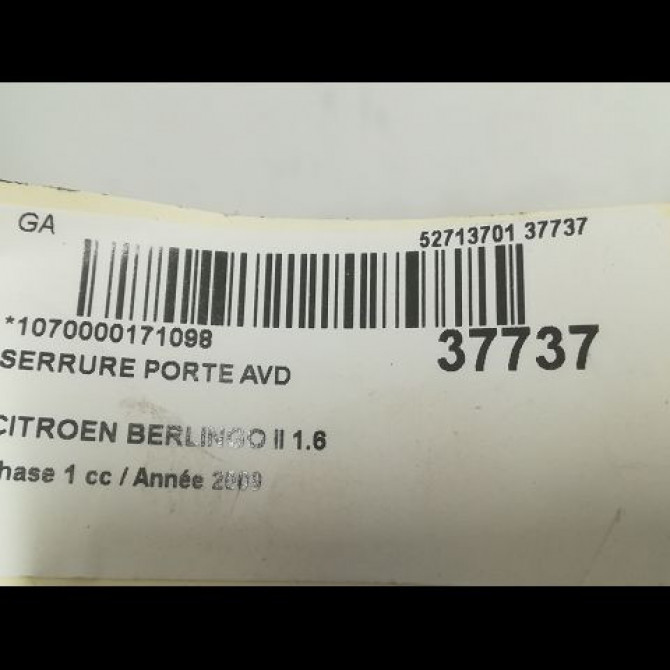 GA
52713701 37737
*1070000171098
37737
SERRURE PORTE AVD
CITROEN BERLINGO II 1.6
hase 1 cc / Année 2009